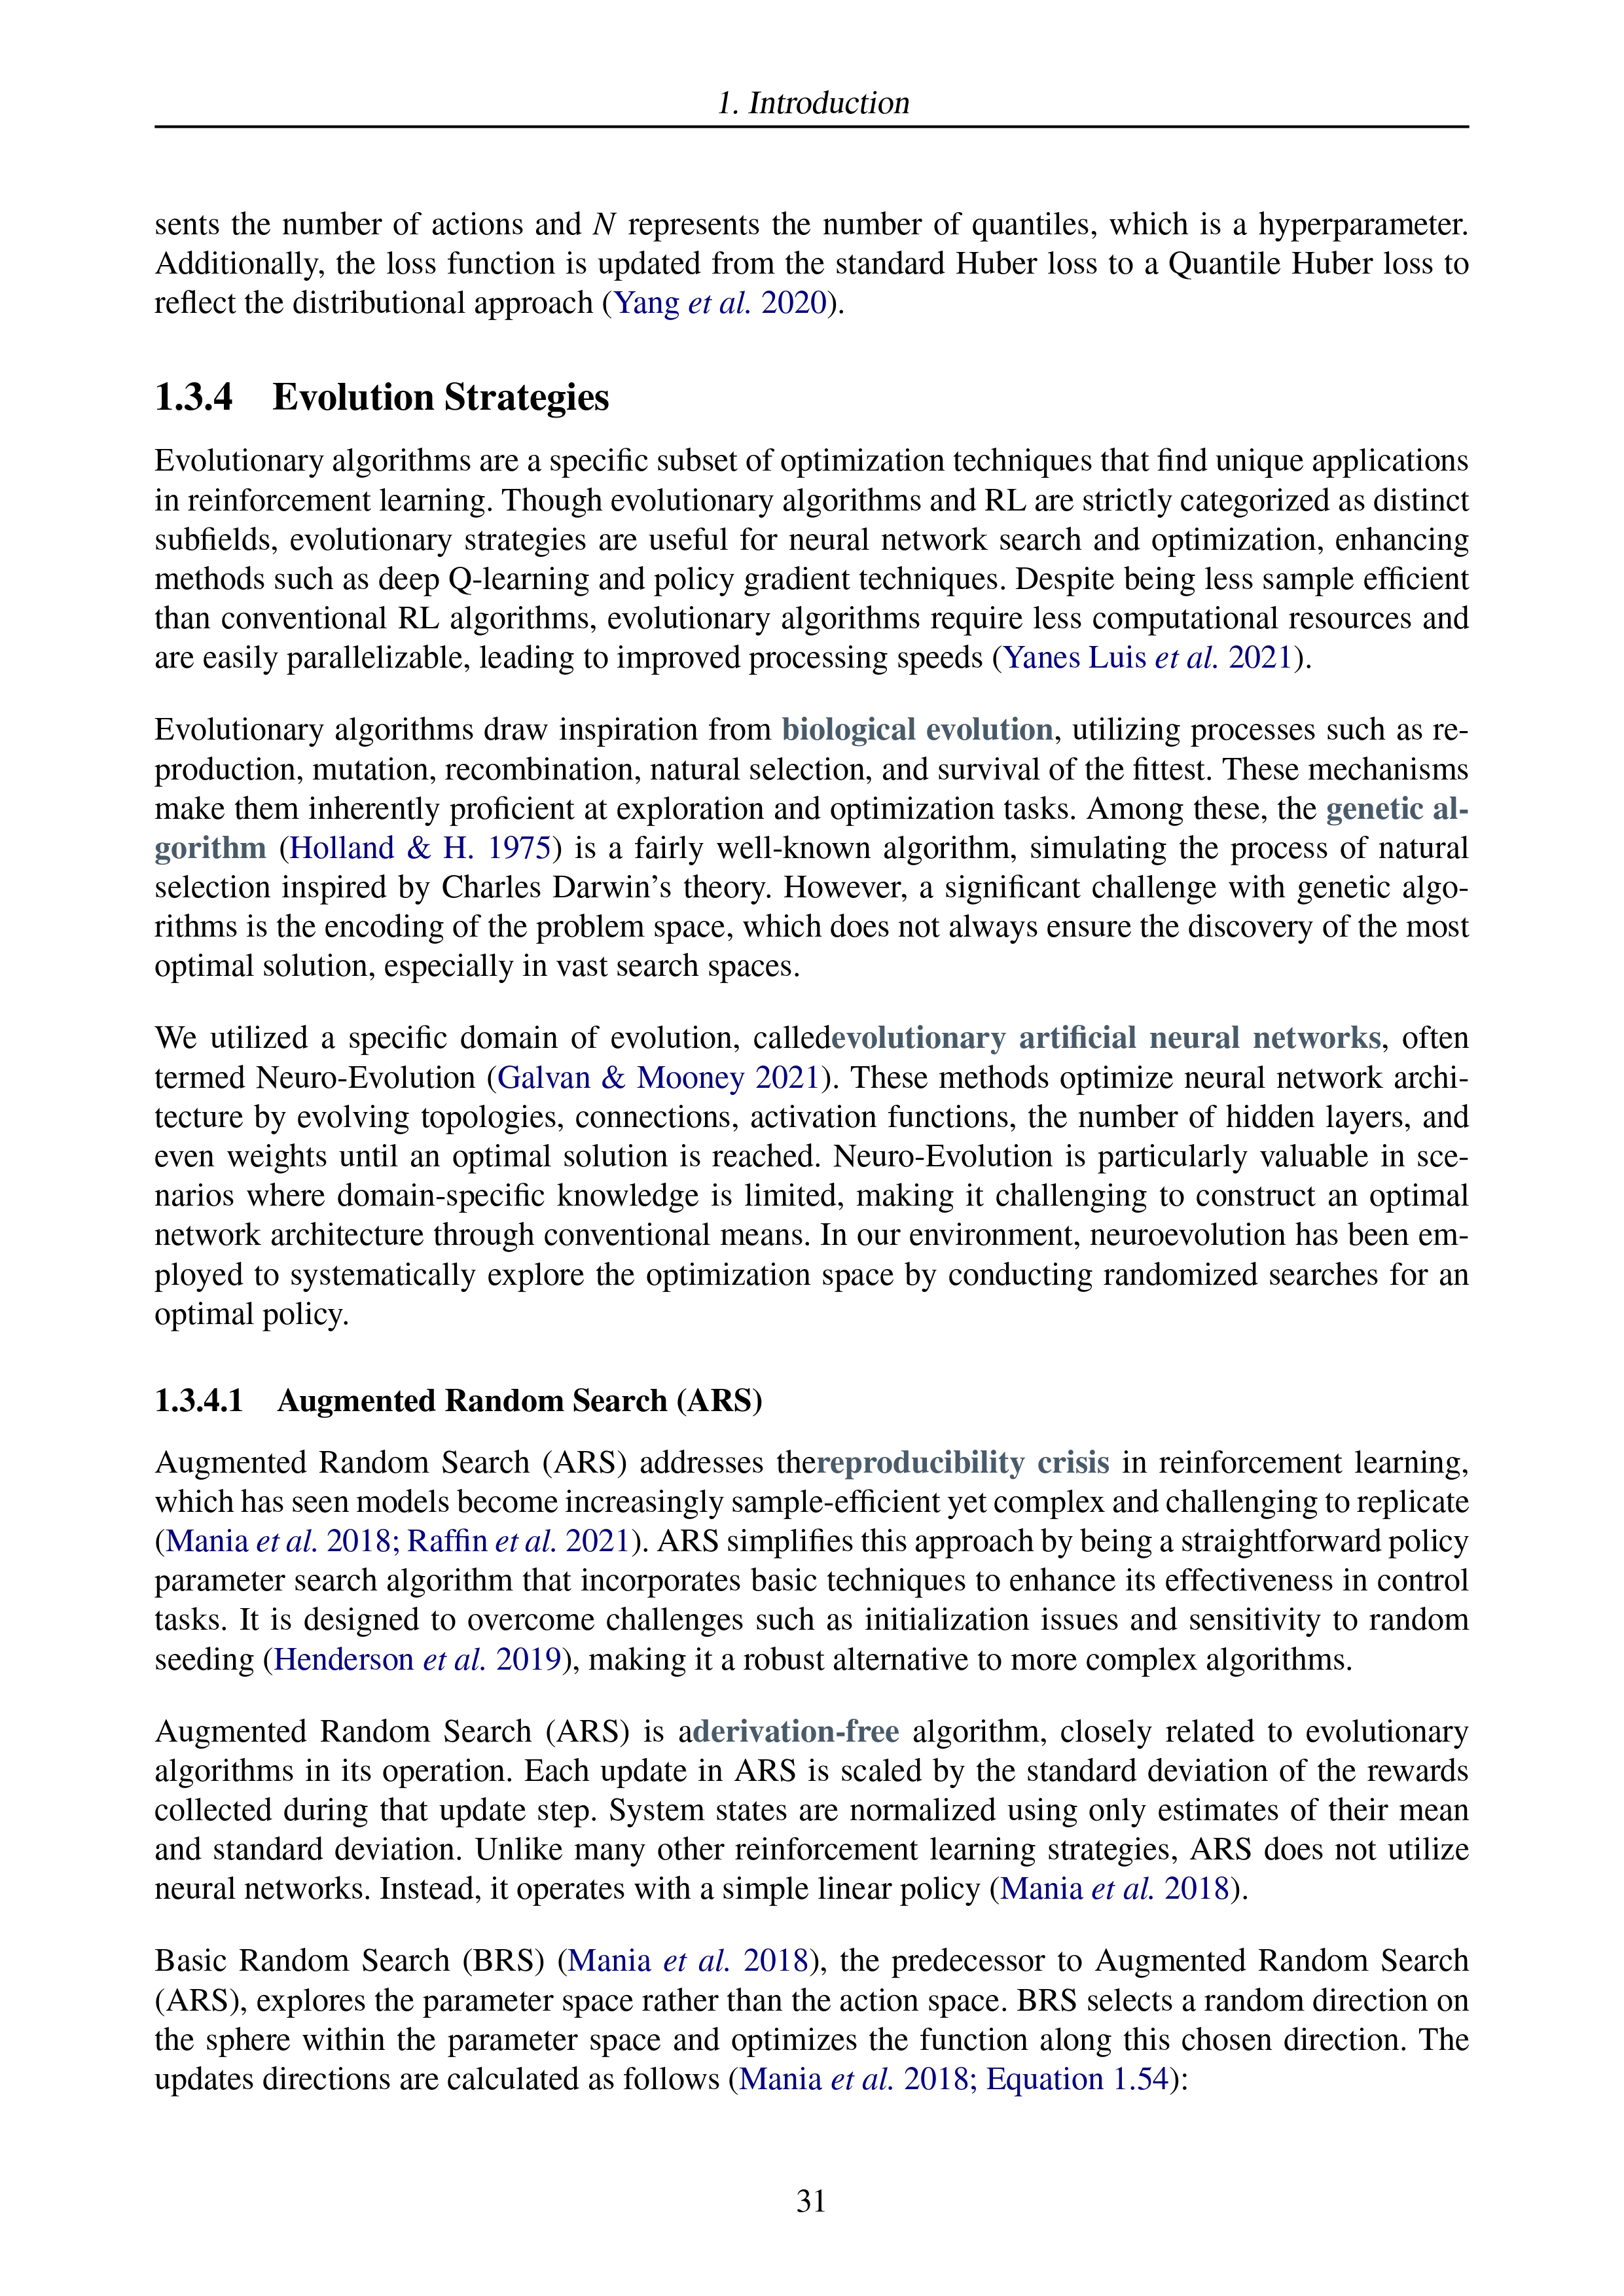 1. Introduction
sents the number of actions and N represents the number of quantiles, which is a hyperparameter.
Additionally, the loss function is updated from the standard Huber loss to a Quantile Huber loss to
reflect the distributional approach (Yang et al. 2020).
1.3.4 Evolution Strategies
Evolutionary algorithms are a specific subset of optimization techniques that find unique applications
in reinforcement learning. Though evolutionary algorithms and RL are strictly categorized as distinct
subfields, evolutionary strategies are useful for neural network search and optimization, enhancing
methods such as deep Q-learning and policy gradient techniques. Despite being less sample efficient
than conventional RL algorithms, evolutionary algorithms require less computational resources and
are easily parallelizable, leading to improved processing speeds (Yanes Luis et al. 2021).
Evolutionary algorithms draw inspiration from biological evolution, utilizing processes such as re-
production, mutation, recombination, natural selection, and survival of the fittest. These mechanisms
make them inherently proficient at exploration and optimization tasks. Among these, the genetic al-
gorithm (Holland & H. 1975) is a fairly well-known algorithm, simulating the process of natural
selection inspired by Charles Darwin's theory. However, a significant challenge with genetic algo-
rithms is the encoding of the problem space, which does not always ensure the discovery of the most
optimal solution, especially in vast search spaces.
We utilized a specific domain of evolution, calledevolutionary artificial neural networks, often
termed Neuro-Evolution (Galvan & Mooney 2021). These methods optimize neural network archi-
tecture by evolving topologies, connections, activation functions, the number of hidden layers, and
even weights until an optimal solution is reached. Neuro-Evolution is particularly valuable in sce-
narios where domain-specific knowledge is limited, making it challenging to construct an optimal
network architecture through conventional means. In our environment, neuroevolution has been em-
ployed to systematically explore the optimization space by conducting randomized searches for an
optimal policy.
1.3.4.1 Augmented Random Search (ARS)
Augmented Random Search (ARS) addresses thereproducibility crisis in reinforcement learning,
which has seen models become increasingly sample-efficient yet complex and challenging to replicate
(Mania et al. 2018; Raffin et al. 2021). ARS simplifies this approach by being a straightforward policy
parameter search algorithm that incorporates basic techniques to enhance its effectiveness in control
tasks. It is designed to overcome challenges such as initialization issues and sensitivity to random
seeding (Henderson et al. 2019), making it a robust alternative to more complex algorithms.
Augmented Random Search (ARS) is aderivation-free algorithm, closely related to evolutionary
algorithms in its operation. Each update in ARS is scaled by the standard deviation of the rewards
collected during that update step. System states are normalized using only estimates of their mean
and standard deviation. Unlike many other reinforcement learning strategies, ARS does not utilize
neural networks. Instead, it operates with a simple linear policy (Mania et al. 2018).
Basic Random Search (BRS) (Mania et al. 2018), the predecessor to Augmented Random Search
(ARS), explores the parameter space rather than the action space. BRS selects a random direction on
the sphere within the parameter space and optimizes the function along this chosen direction. The
updates directions are calculated as follows (Mania et al. 2018; Equation 1.54):
31